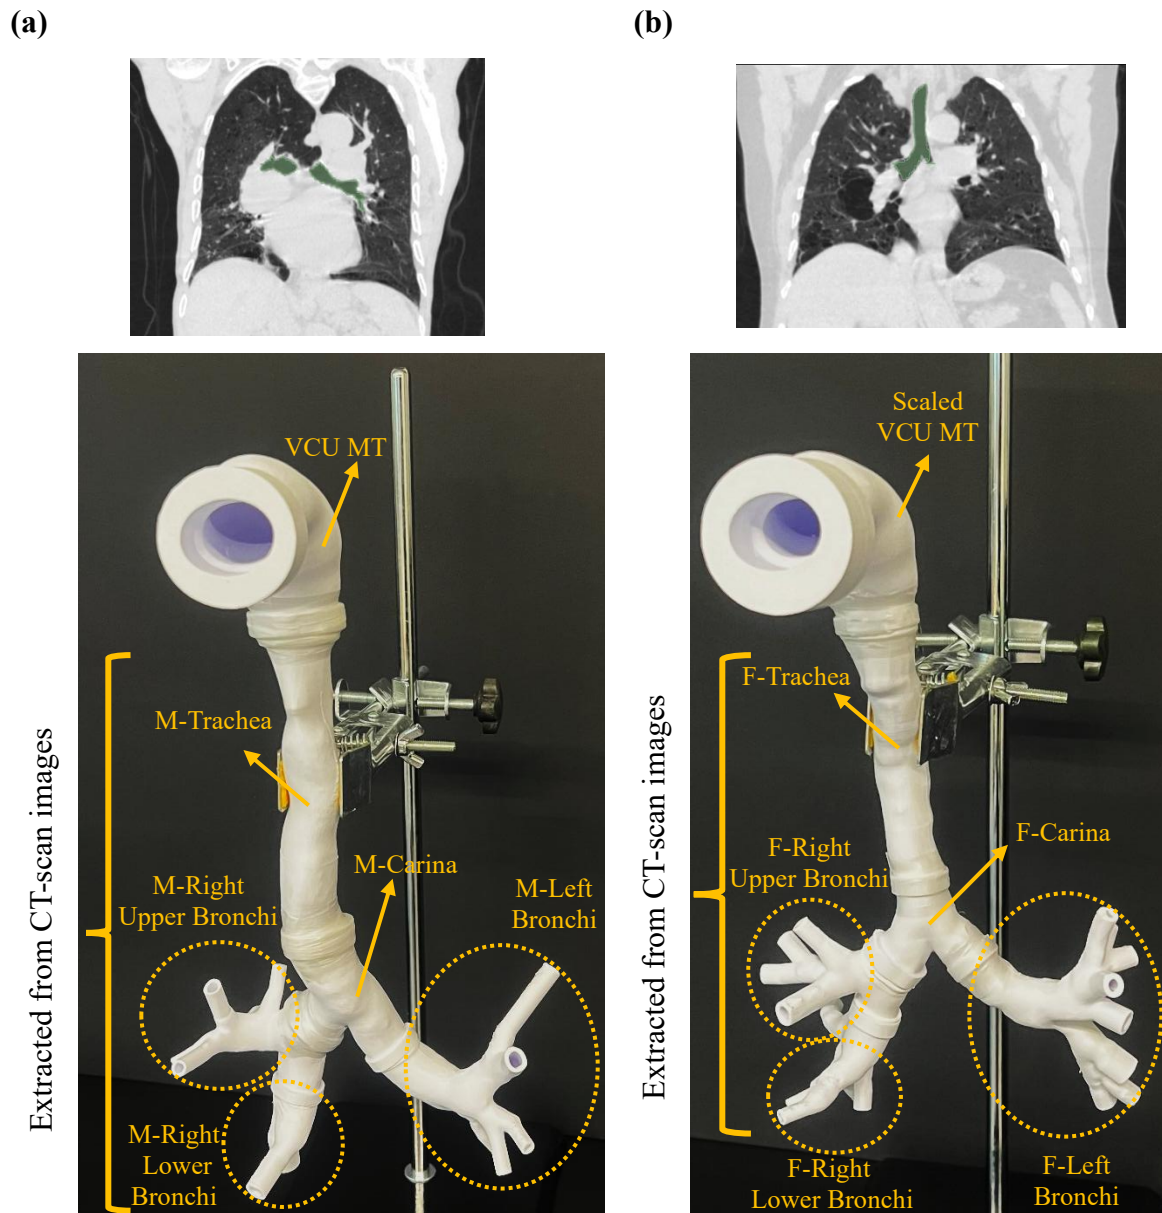 (a)
(b)
VCU MT
M-Trachea
M-Carina
M-Right
Upper Bronchi
M-Left
Bronchi
M-Right
Lower
Bronchi
Extracted from CT-scan images
Scaled
VCU MT
F-Trachea
F-Right
Upper Bronchi
F-Carina
F-Right
Lower Bronchi
F-Left
Bronchi
Extracted from CT-scan images